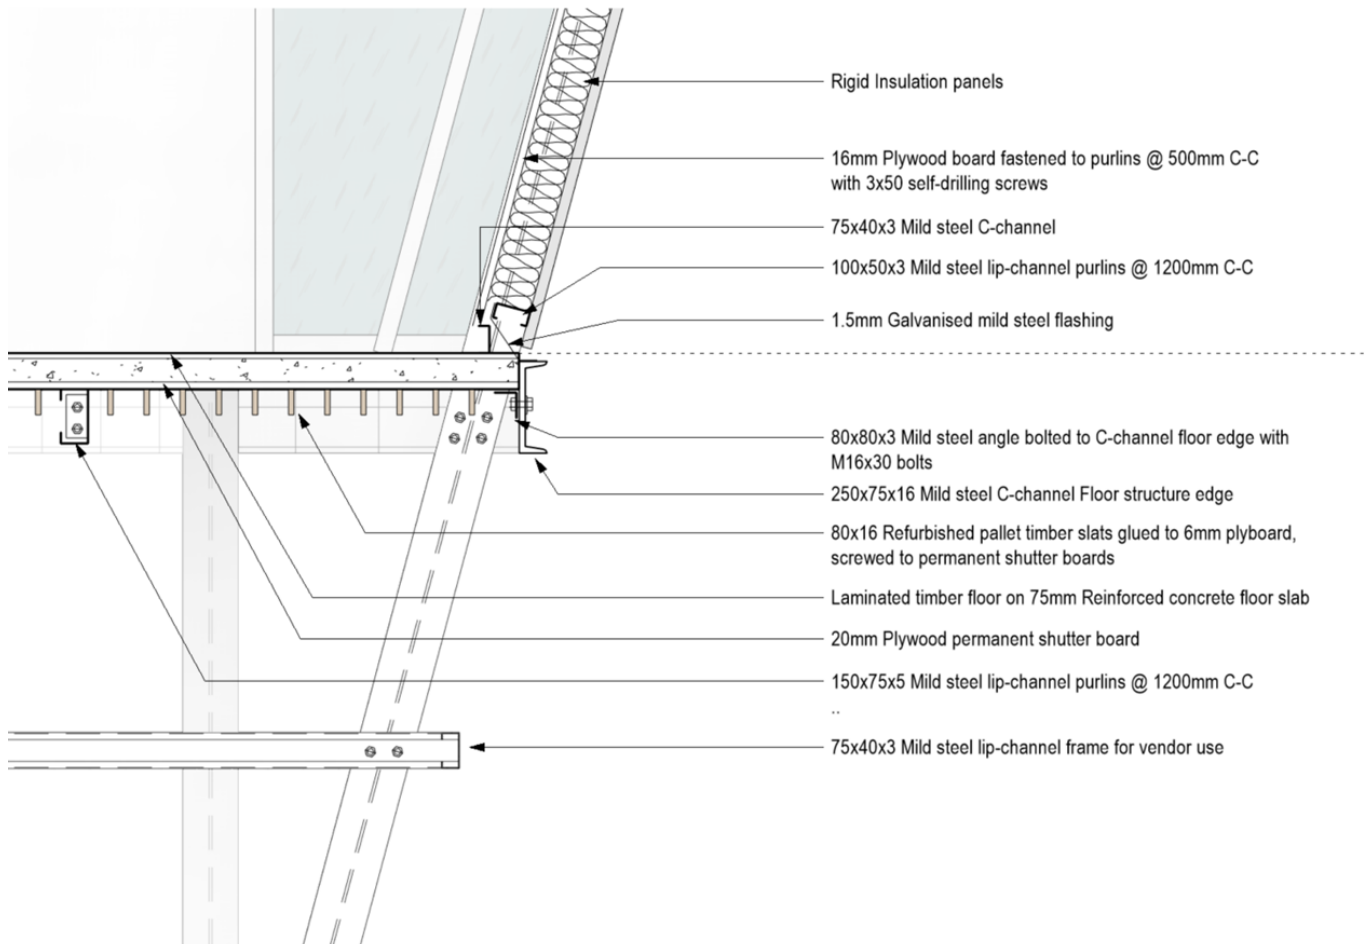 Rigid Insulation panels
16mm Plywood board fastened to purlins @ 500mm C-C
with 3x50 self-drilling screws
75x40x3 Mild steel C-channel
100x50x3 Mild steel lip-channel purlins @ 1200mm C-C
1.5mm Galvanised mild steel flashing
80x80x3 Mild steel angle bolted to C-channel floor edge with
M16x30 bolts
250x75x16 Mild steel C-channel Floor structure edge
80x16 Refurbished pallet timber slats glued to 6mm plyboard,
screwed to permanent shutter boards
Laminated timber floor on 75mm Reinforced concrete floor slab
20mm Plywood permanent shutter board
150x75x5 Mild steel lip-channel purlins @ 1200mm C-C
..
75x40x3 Mild steel lip-channel frame for vendor use